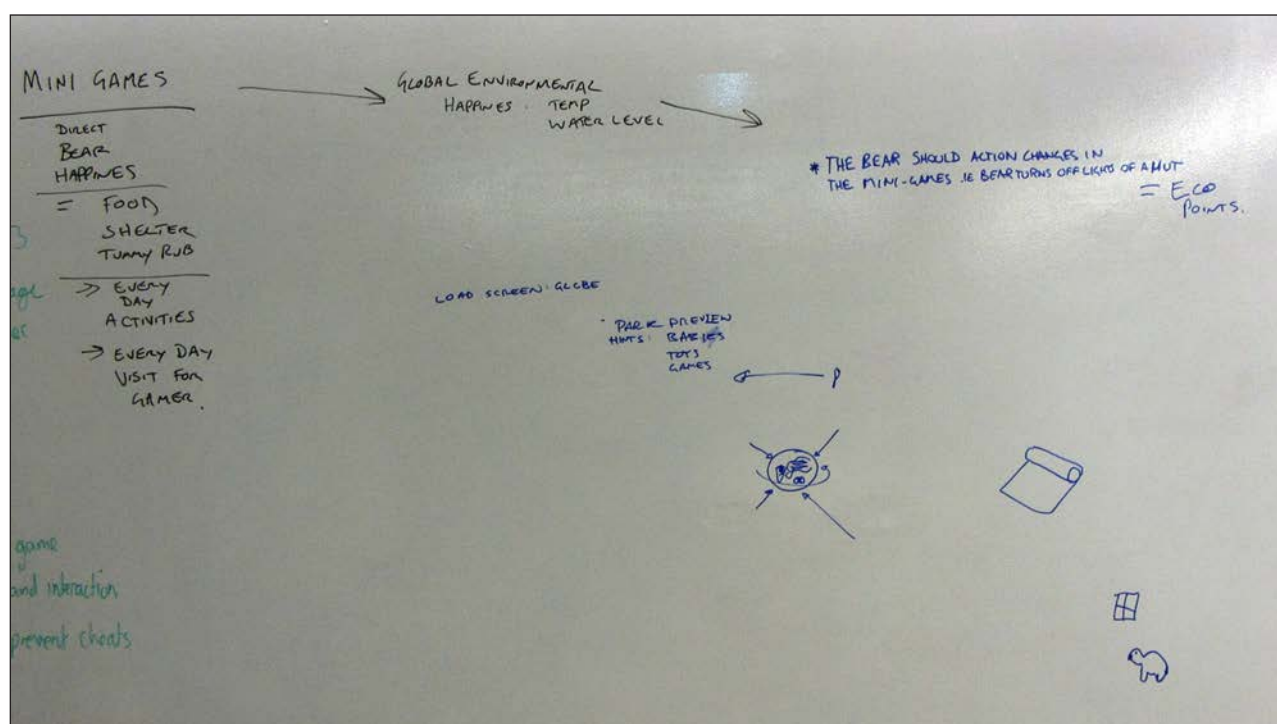 MINI GAMES
DIRECT
BEAR
HAPPINES
= FOOD
SHELTER
TUMMY RUB
→ EVERY
DAY
ACTIVITIES
→ EVERY DAY
VISIT FOR
GAMER.
GLOBAL ENVIRONMENTAL
HAPPINES . TEMP
WATER LEVEL
* THE BEAR SHOULD ACTION CHANGES IN
THE MINI-GAMES .IE BEAR TURNS OFF LIGHTS OF A HUT
= ECO
POINTS.
LOAD SCREEN: GLOBE
PARK PREVIEW
HINTS: BABIES
TOYS
GAMES
game
and interaction
prevent cheats